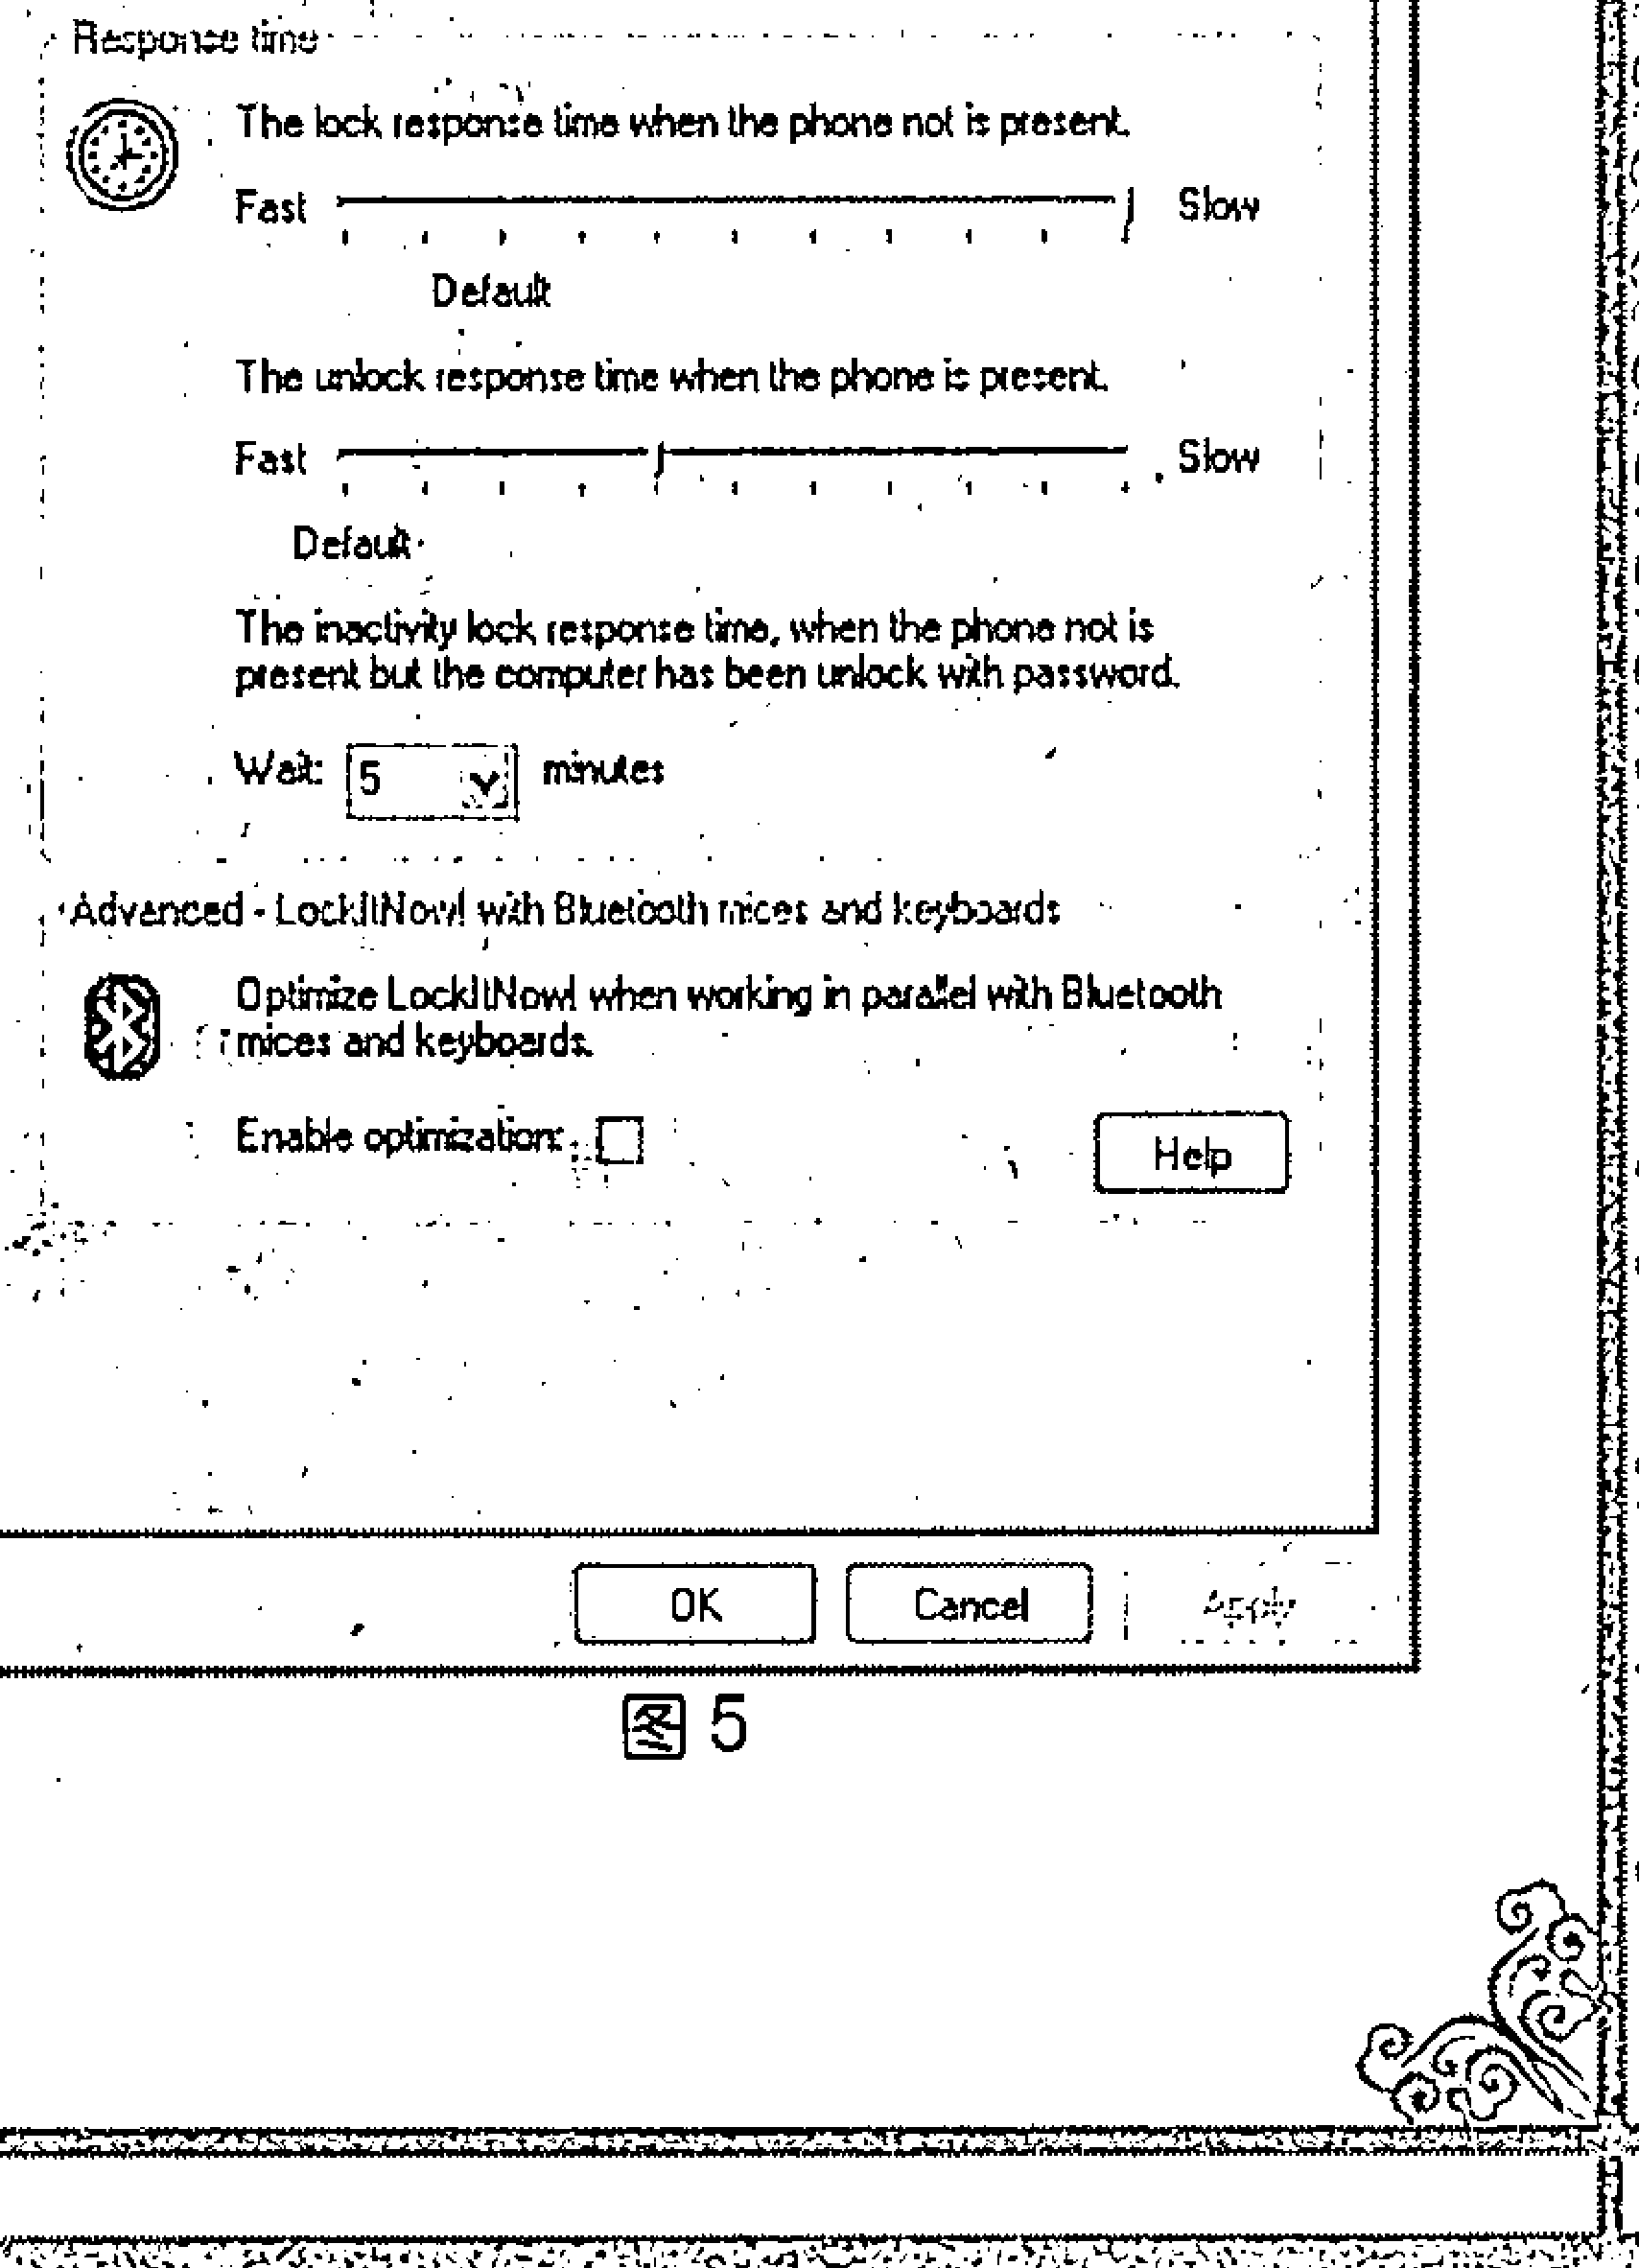 Response time
The lock response time when the phone not is present.
Fast Slow
Default
The unlock response time when the phone is present.
Fast Slow
Default
The inactivity lock response time, when the phone not is
present but the computer has been unlock with password.
Wait: 5 minutes
Advanced - LockItNow! with Bluetooth mices and keyboards
Optimize LockItNow! when working in parallel with Bluetooth
mices and keyboards.
Enable optimization:
Help
OK Cancel Apply
图 5